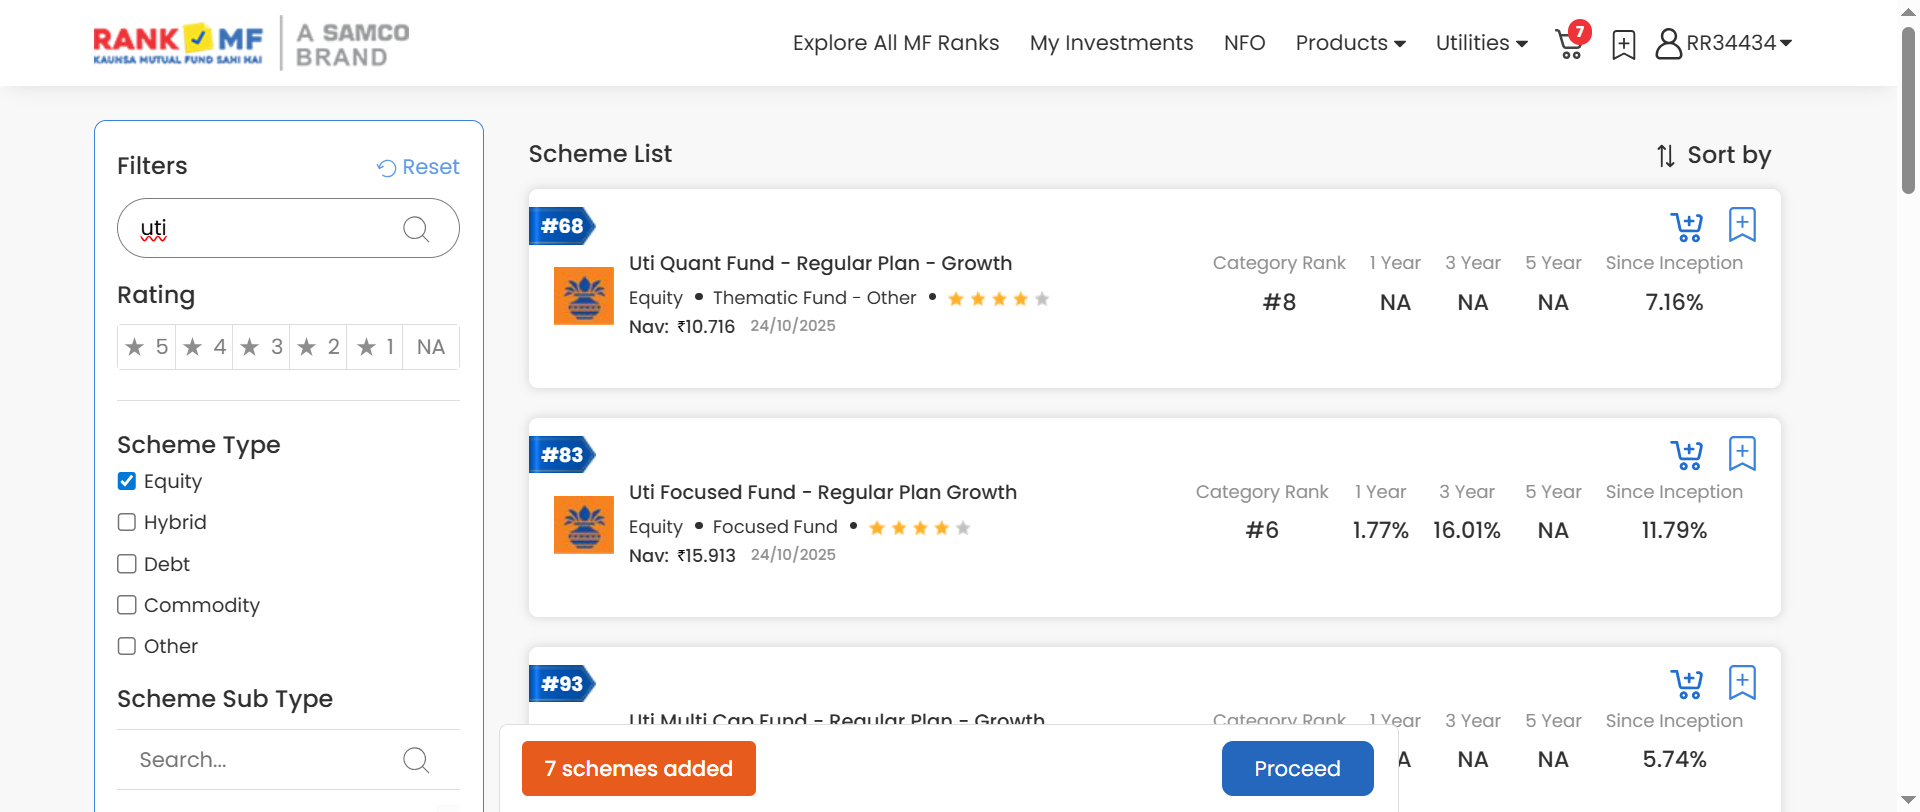 RANK MF
KAUNSA MUTUAL FUND SAHI HAI
A SAMCO
BRAND
Explore All MF Ranks
My Investments
NFO
Products
Utilities
7
RR34434
Filters
Reset
uti
Rating
★ 5
★ 4
★ 3
★ 2
★ 1
NA
Scheme Type
Equity
Hybrid
Debt
Commodity
Other
Scheme Sub Type
Search...
Scheme List
Sort by
#68
Uti Quant Fund - Regular Plan - Growth
Equity • Thematic Fund - Other •
Nav: ₹10.716 24/10/2025
Category Rank 1 Year 3 Year 5 Year Since Inception
#8 NA NA NA 7.16%
#83
Uti Focused Fund - Regular Plan Growth
Equity • Focused Fund •
Nav: ₹15.913 24/10/2025
Category Rank 1 Year 3 Year 5 Year Since Inception
#6 1.77% 16.01% NA 11.79%
#93
Uti Multi Cap Fund - Regular Plan - Growth
Category Rank 1 Year 3 Year 5 Year Since Inception
NA NA 5.74%
7 schemes added
Proceed